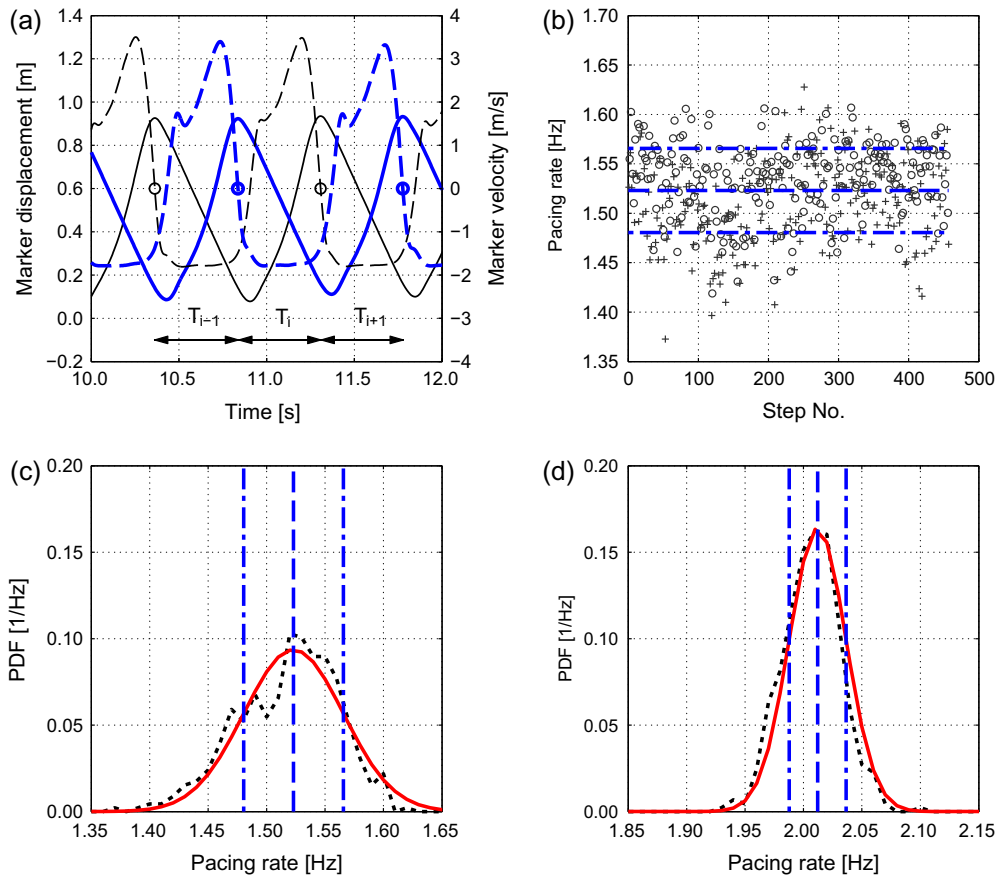 (a)
1.4
1.2
1.0
0.8
0.6
0.4
0.2
0.0
−0.2
Marker displacement [m]
4
3
2
1
0
−1
−2
−3
−4
Marker velocity [m/s]
T i−1
T i
T i+1
10.0 10.5 11.0 11.5 12.0
Time [s]
(b)
1.70
1.65
1.60
1.55
1.50
1.45
1.40
1.35
Pacing rate [Hz]
0 100 200 300 400 500
Step No.
(c)
0.20
0.15
0.10
0.05
0.00
PDF [1/Hz]
1.35 1.40 1.45 1.50 1.55 1.60 1.65
Pacing rate [Hz]
(d)
0.20
0.15
0.10
0.05
0.00
PDF [1/Hz]
1.85 1.90 1.95 2.00 2.05 2.10 2.15
Pacing rate [Hz]